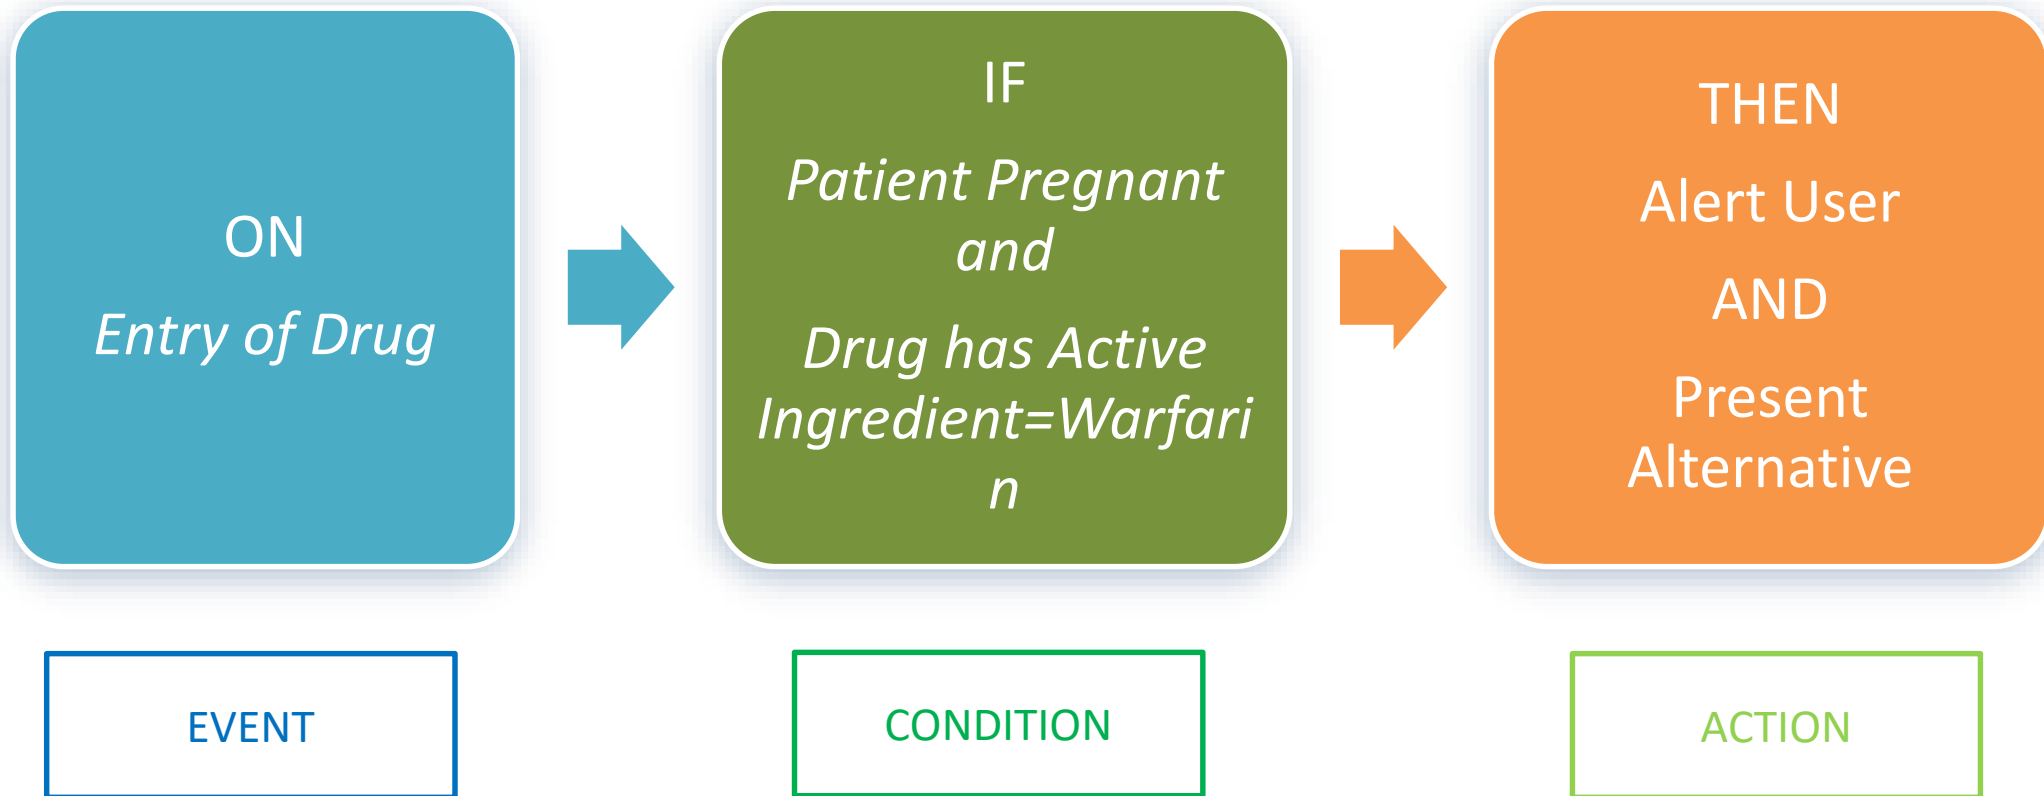 ON
Entry of Drug
IF
Patient Pregnant
and
Drug has Active
Ingredient=Warfari
n
THEN
Alert User
AND
Present
Alternative
EVENT
CONDITION
ACTION